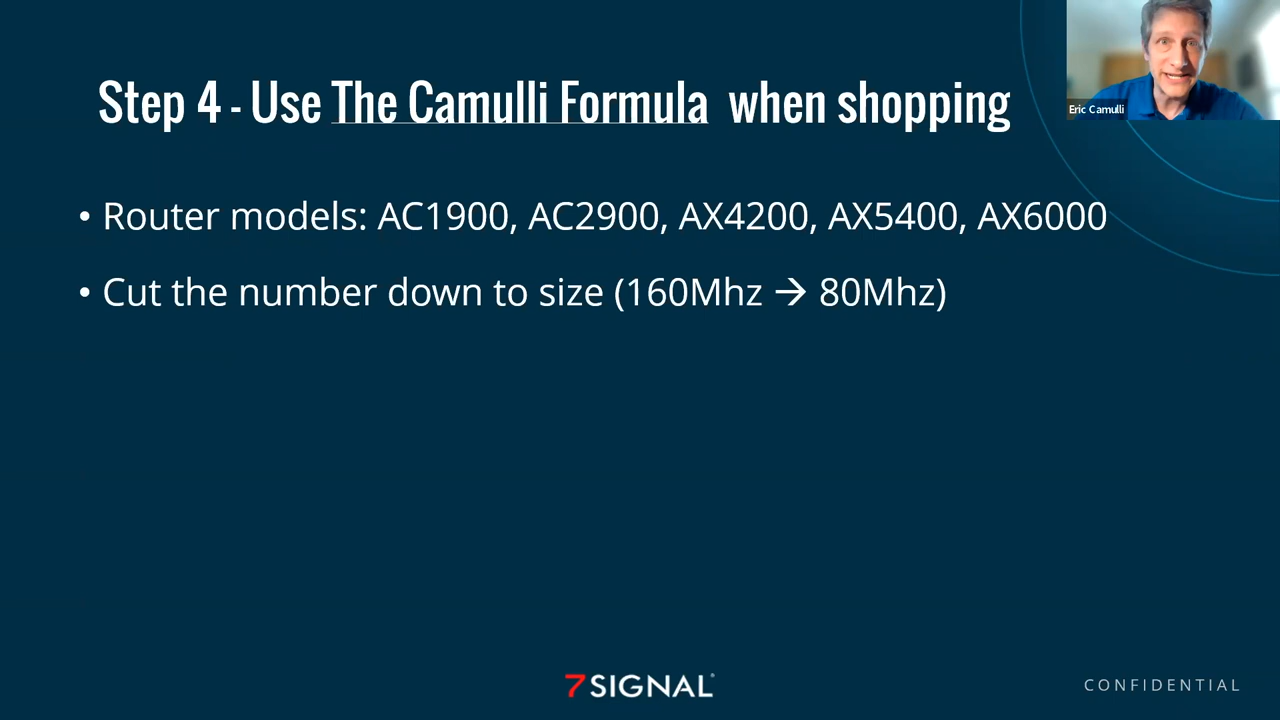 Step 4 - Use The Camulli Formula when shopping
Eric Camulli
• Router models: AC1900, AC2900, AX4200, AX5400, AX6000
• Cut the number down to size (160Mhz → 80Mhz)
7SIGNAL®
CONFIDENTIAL